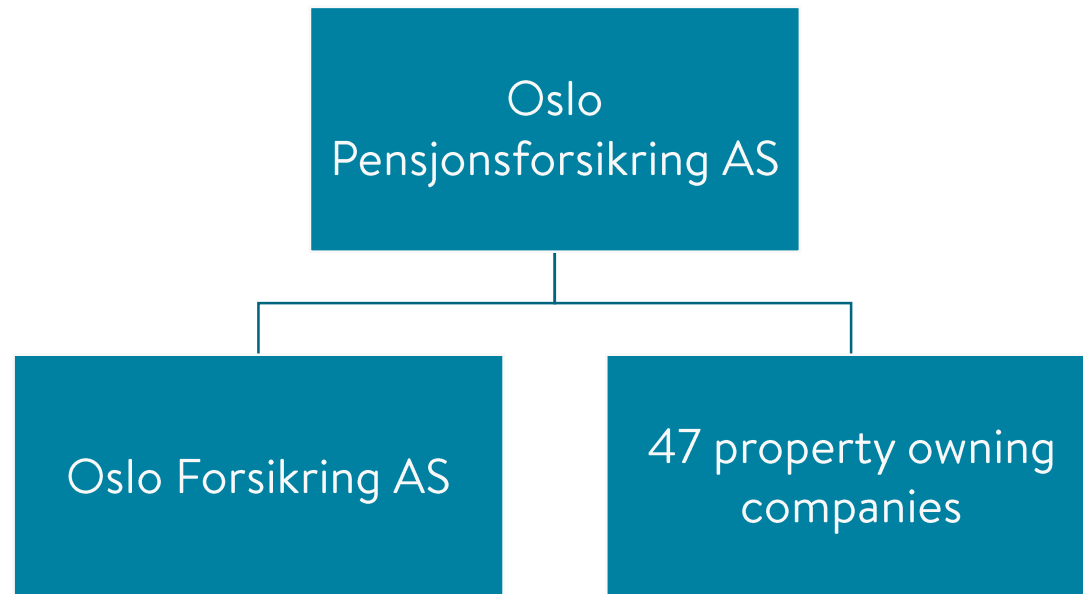 Oslo
Pensjonsforsikring AS
Oslo Forsikring AS
47 property owning
companies